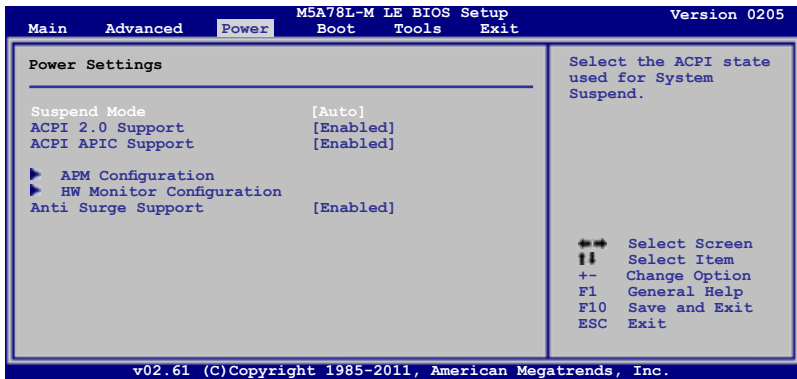 M5A78L-M LE BIOS Setup Version 0205
Main Advanced Power Boot Tools Exit
Power Settings
Suspend Mode [Auto]
ACPI 2.0 Support [Enabled]
ACPI APIC Support [Enabled]
APM Configuration
HW Monitor Configuration
Anti Surge Support [Enabled]
Select the ACPI state
used for System
Suspend.
Select Screen
Select Item
+- Change Option
F1 General Help
F10 Save and Exit
ESC Exit
v02.61 (C)Copyright 1985-2011, American Megatrends, Inc.